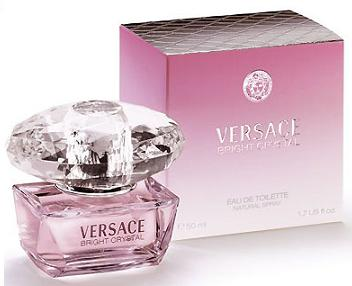 VERSACE
BRIGHT CRYSTAL
EAU DE TOILETTE
NATURAL SPRAY
℮ 50 ml 1.7 US fl oz.
VERSACE
BRIGHT CRYSTAL